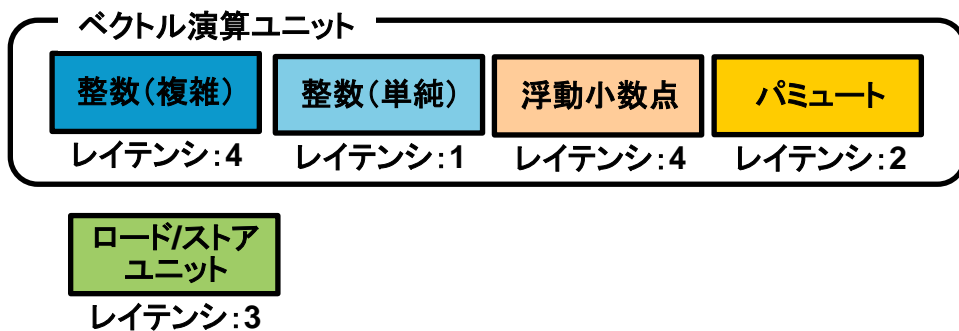 ベクトル演算ユニット
整数(複雑) 整数(単純) 浮動小数点 パミュート
レイテンシ:4 レイテンシ:1 レイテンシ:4 レイテンシ:2
ロード/ストア
ユニット
レイテンシ:3